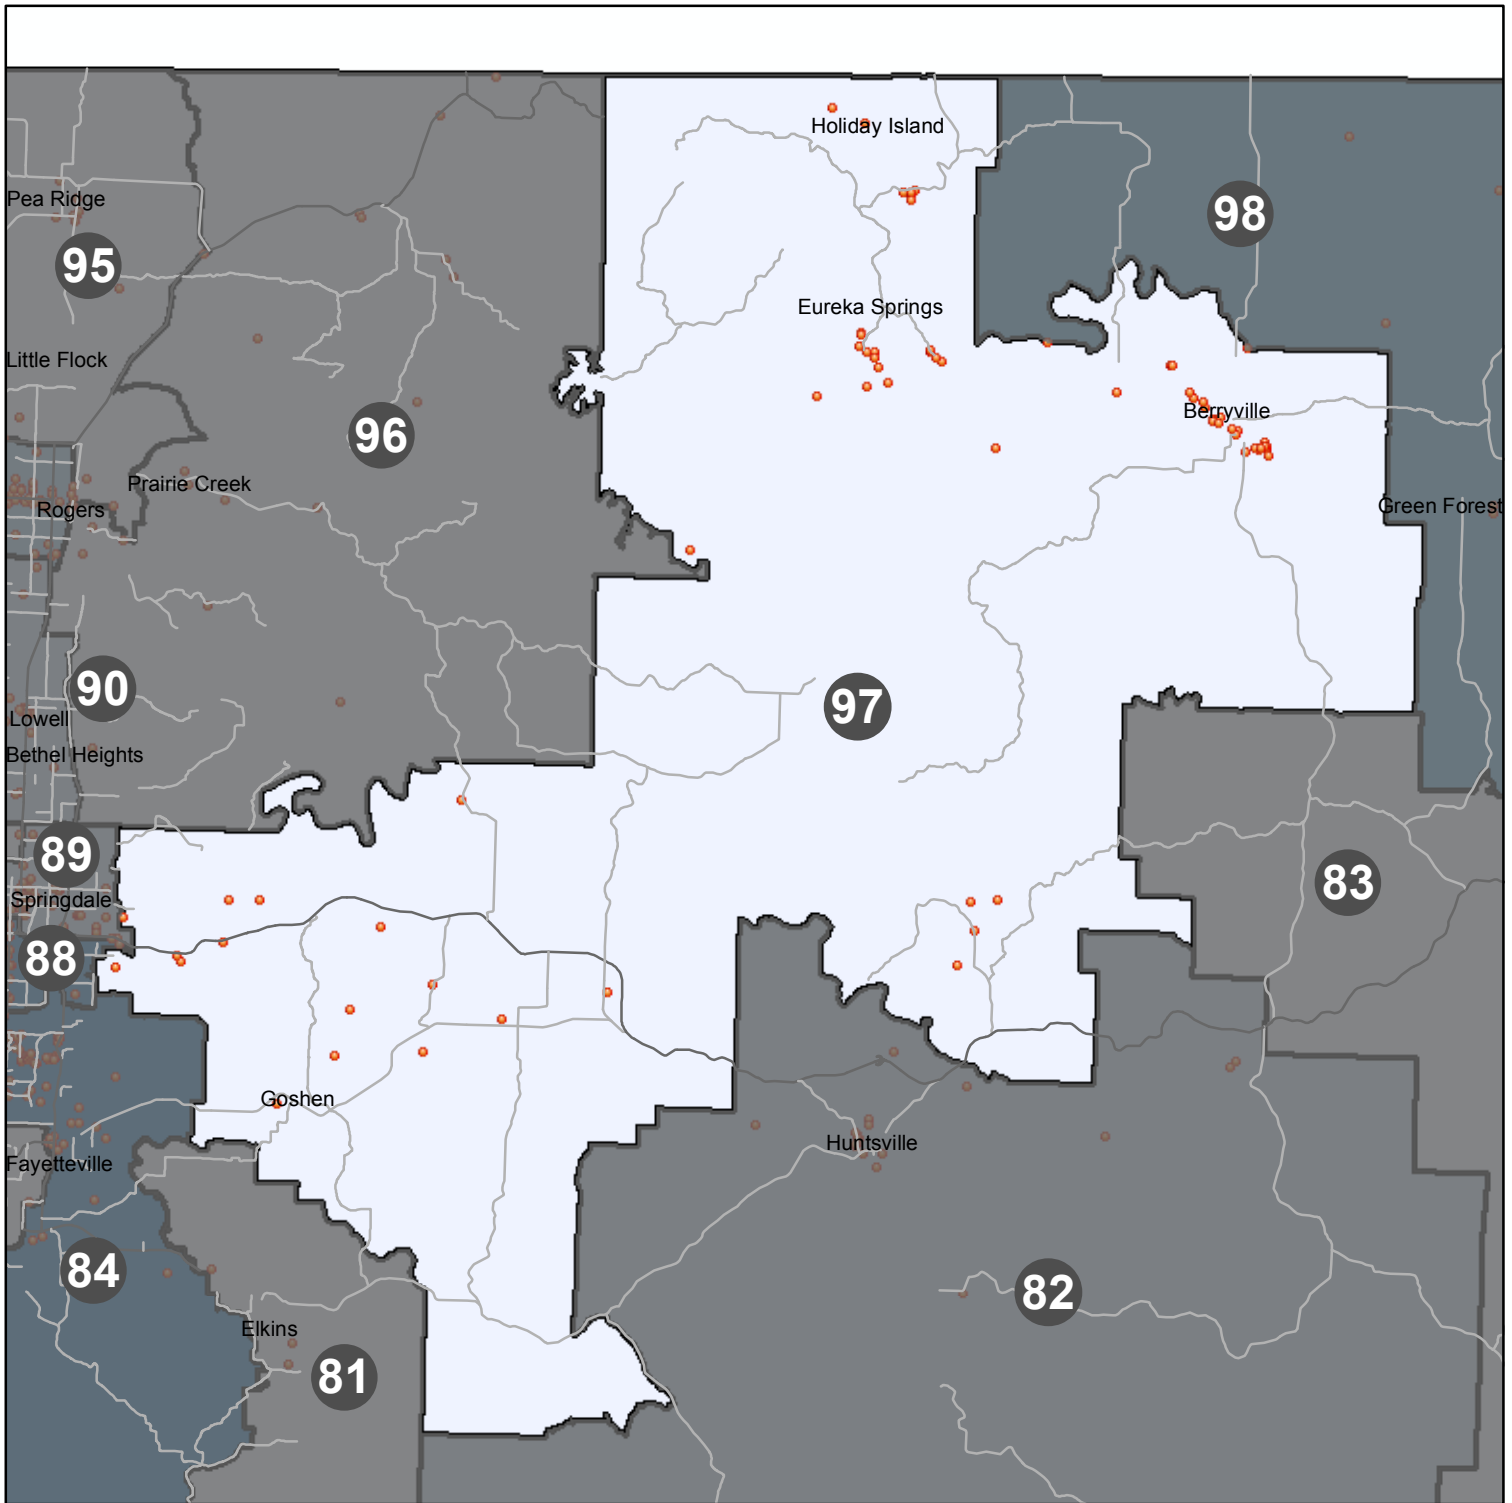 Holiday Island
Pea Ridge
98
95
Eureka Springs
Little Flock
Berryville
96
Prairie Creek
Rogers
Green Forest
90
97
Lowell
Bethel Heights
89
83
Springdale
88
Goshen
Huntsville
Fayetteville
84
82
Elkins
81